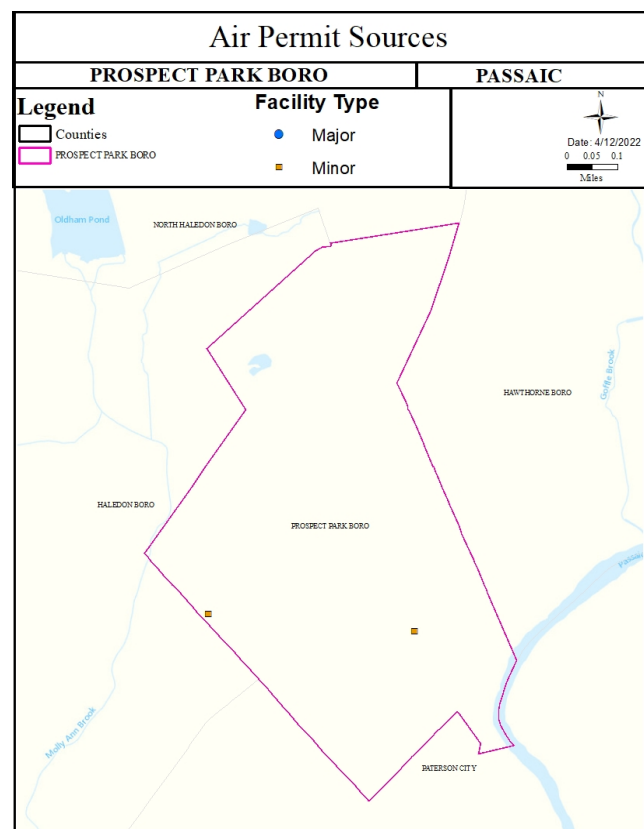 Air Permit Sources
PROSPECT PARK BORO
PASSAIC
Legend
Counties
PROSPECT PARK BORO
Facility Type
Major
Minor
N
Date: 4/12/2022
0 0.05 0.1
Miles
Oldham Pond
NORTH HALEDON BORO
Goffle Brook
HAWTHORNE BORO
HALEDON BORO
PROSPECT PARK BORO
Molly Ann Brook
PATERSON CITY